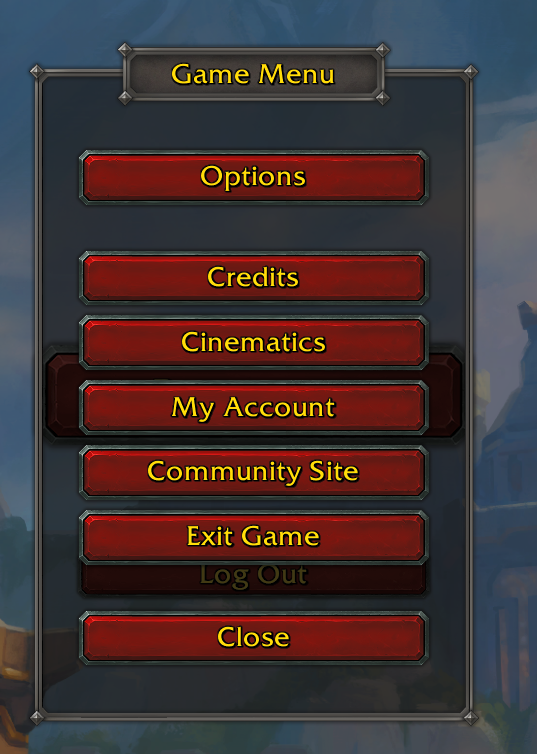 Game Menu
Options
Credits
Cinematics
My Account
Community Site
Exit Game
Log Out
Close